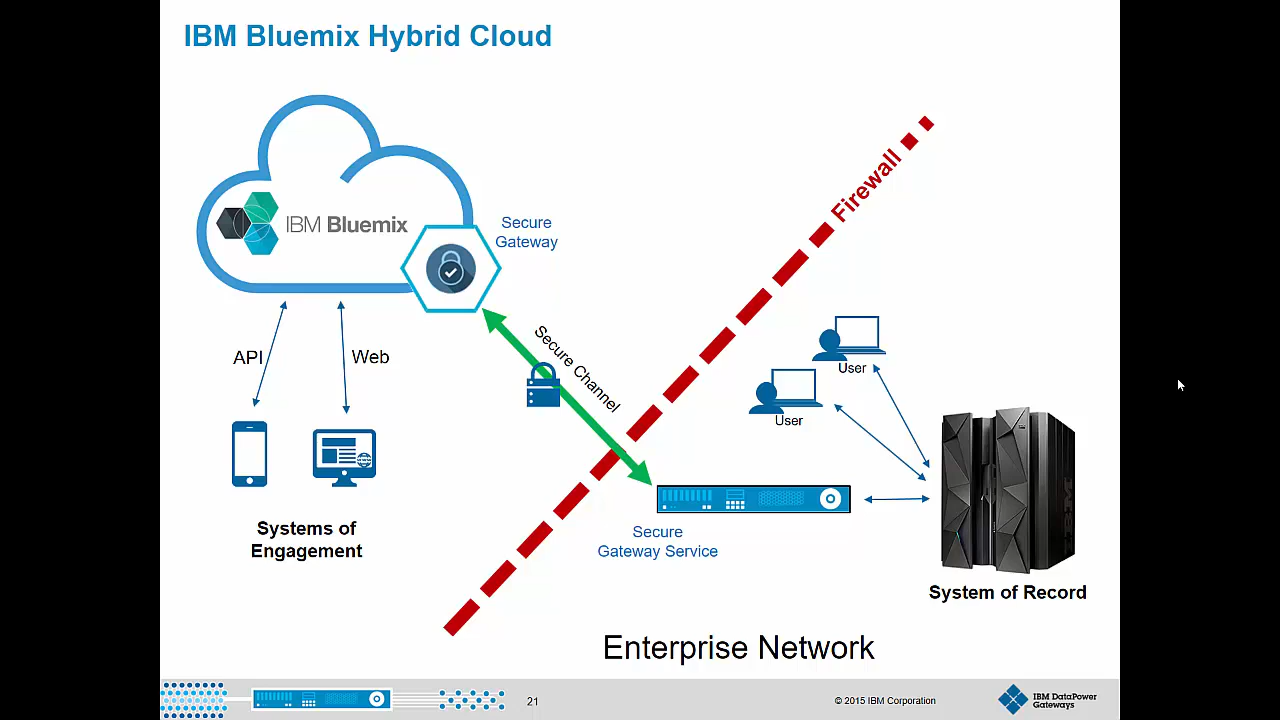 IBM Bluemix Hybrid Cloud
IBM Bluemix
Secure
Gateway
Firewall
Secure Channel
API
Web
User
User
Systems of
Engagement
Secure
Gateway Service
System of Record
Enterprise Network
21
© 2015 IBM Corporation
IBM DataPower
Gateways